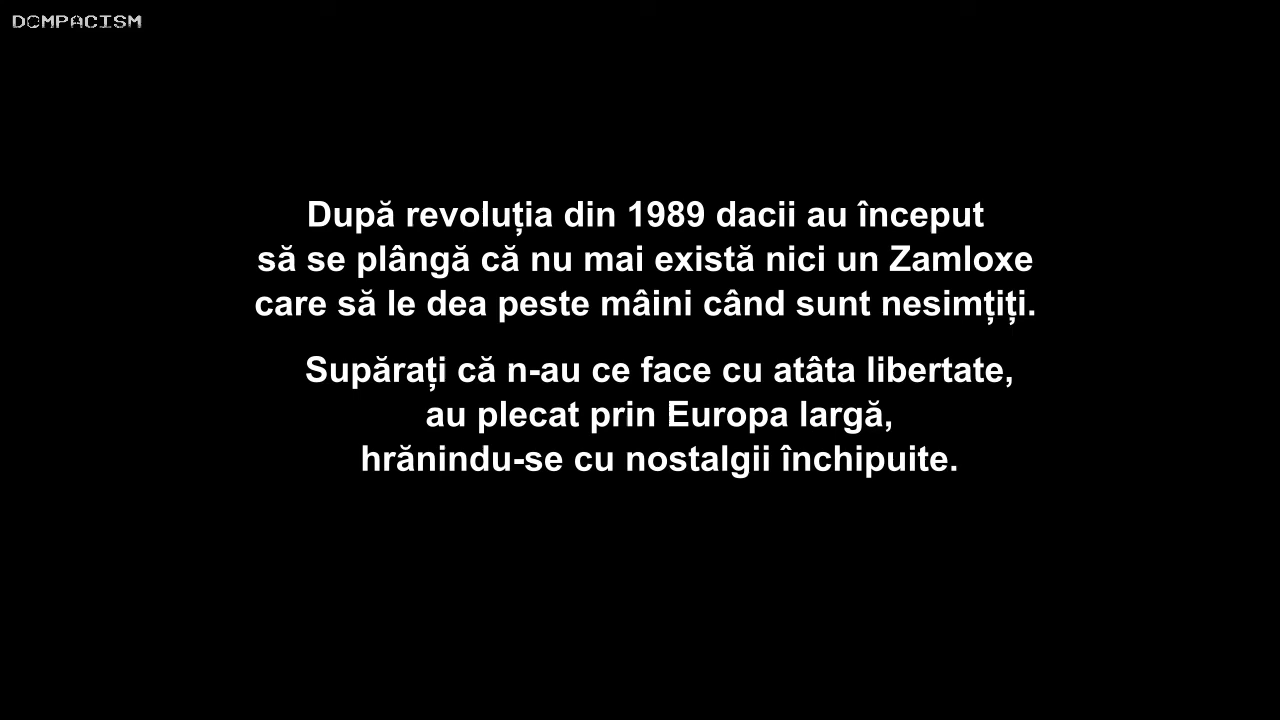 DOMPACISM
După revoluția din 1989 dacii au început
să se plângă că nu mai există nici un Zamloxe
care să le dea peste mâini când sunt nesimțiți.
Supărați că n-au ce face cu atâta libertate,
au plecat prin Europa largă,
hrănindu-se cu nostalgii închipuite.